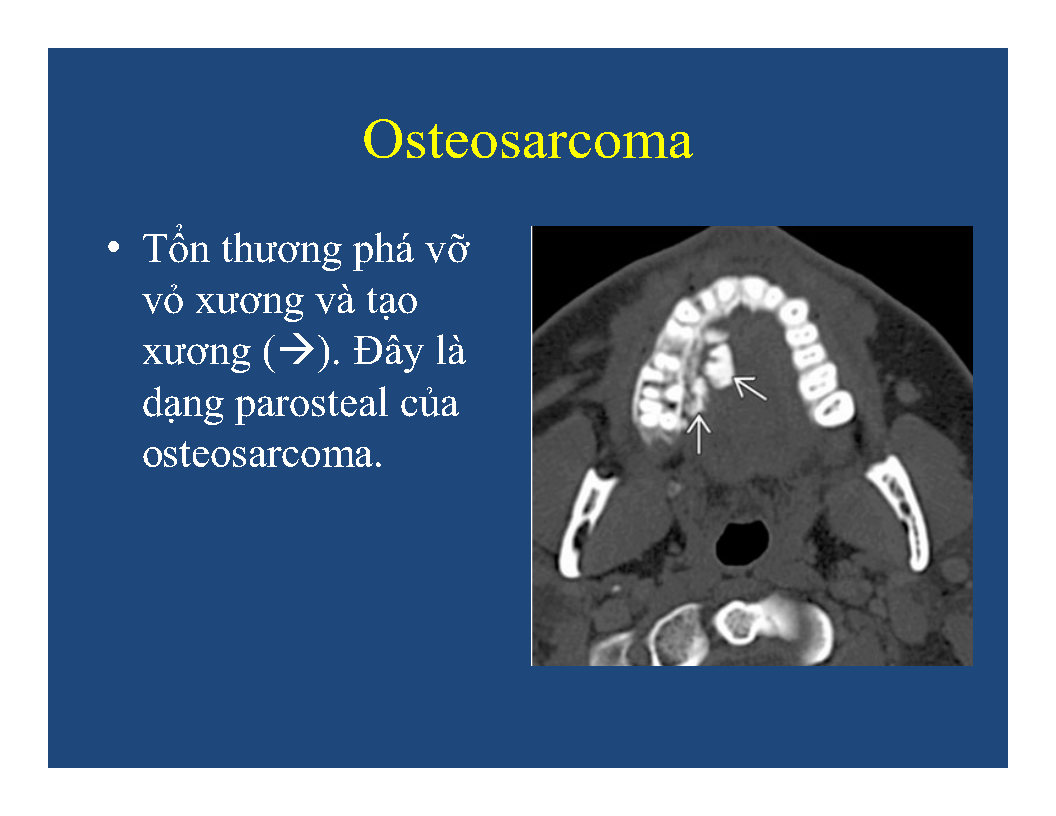 Osteosarcoma
• Tổn thương phá vỡ
vỏ xương và tạo
xương (→). Đây là
dạng parosteal của
osteosarcoma.